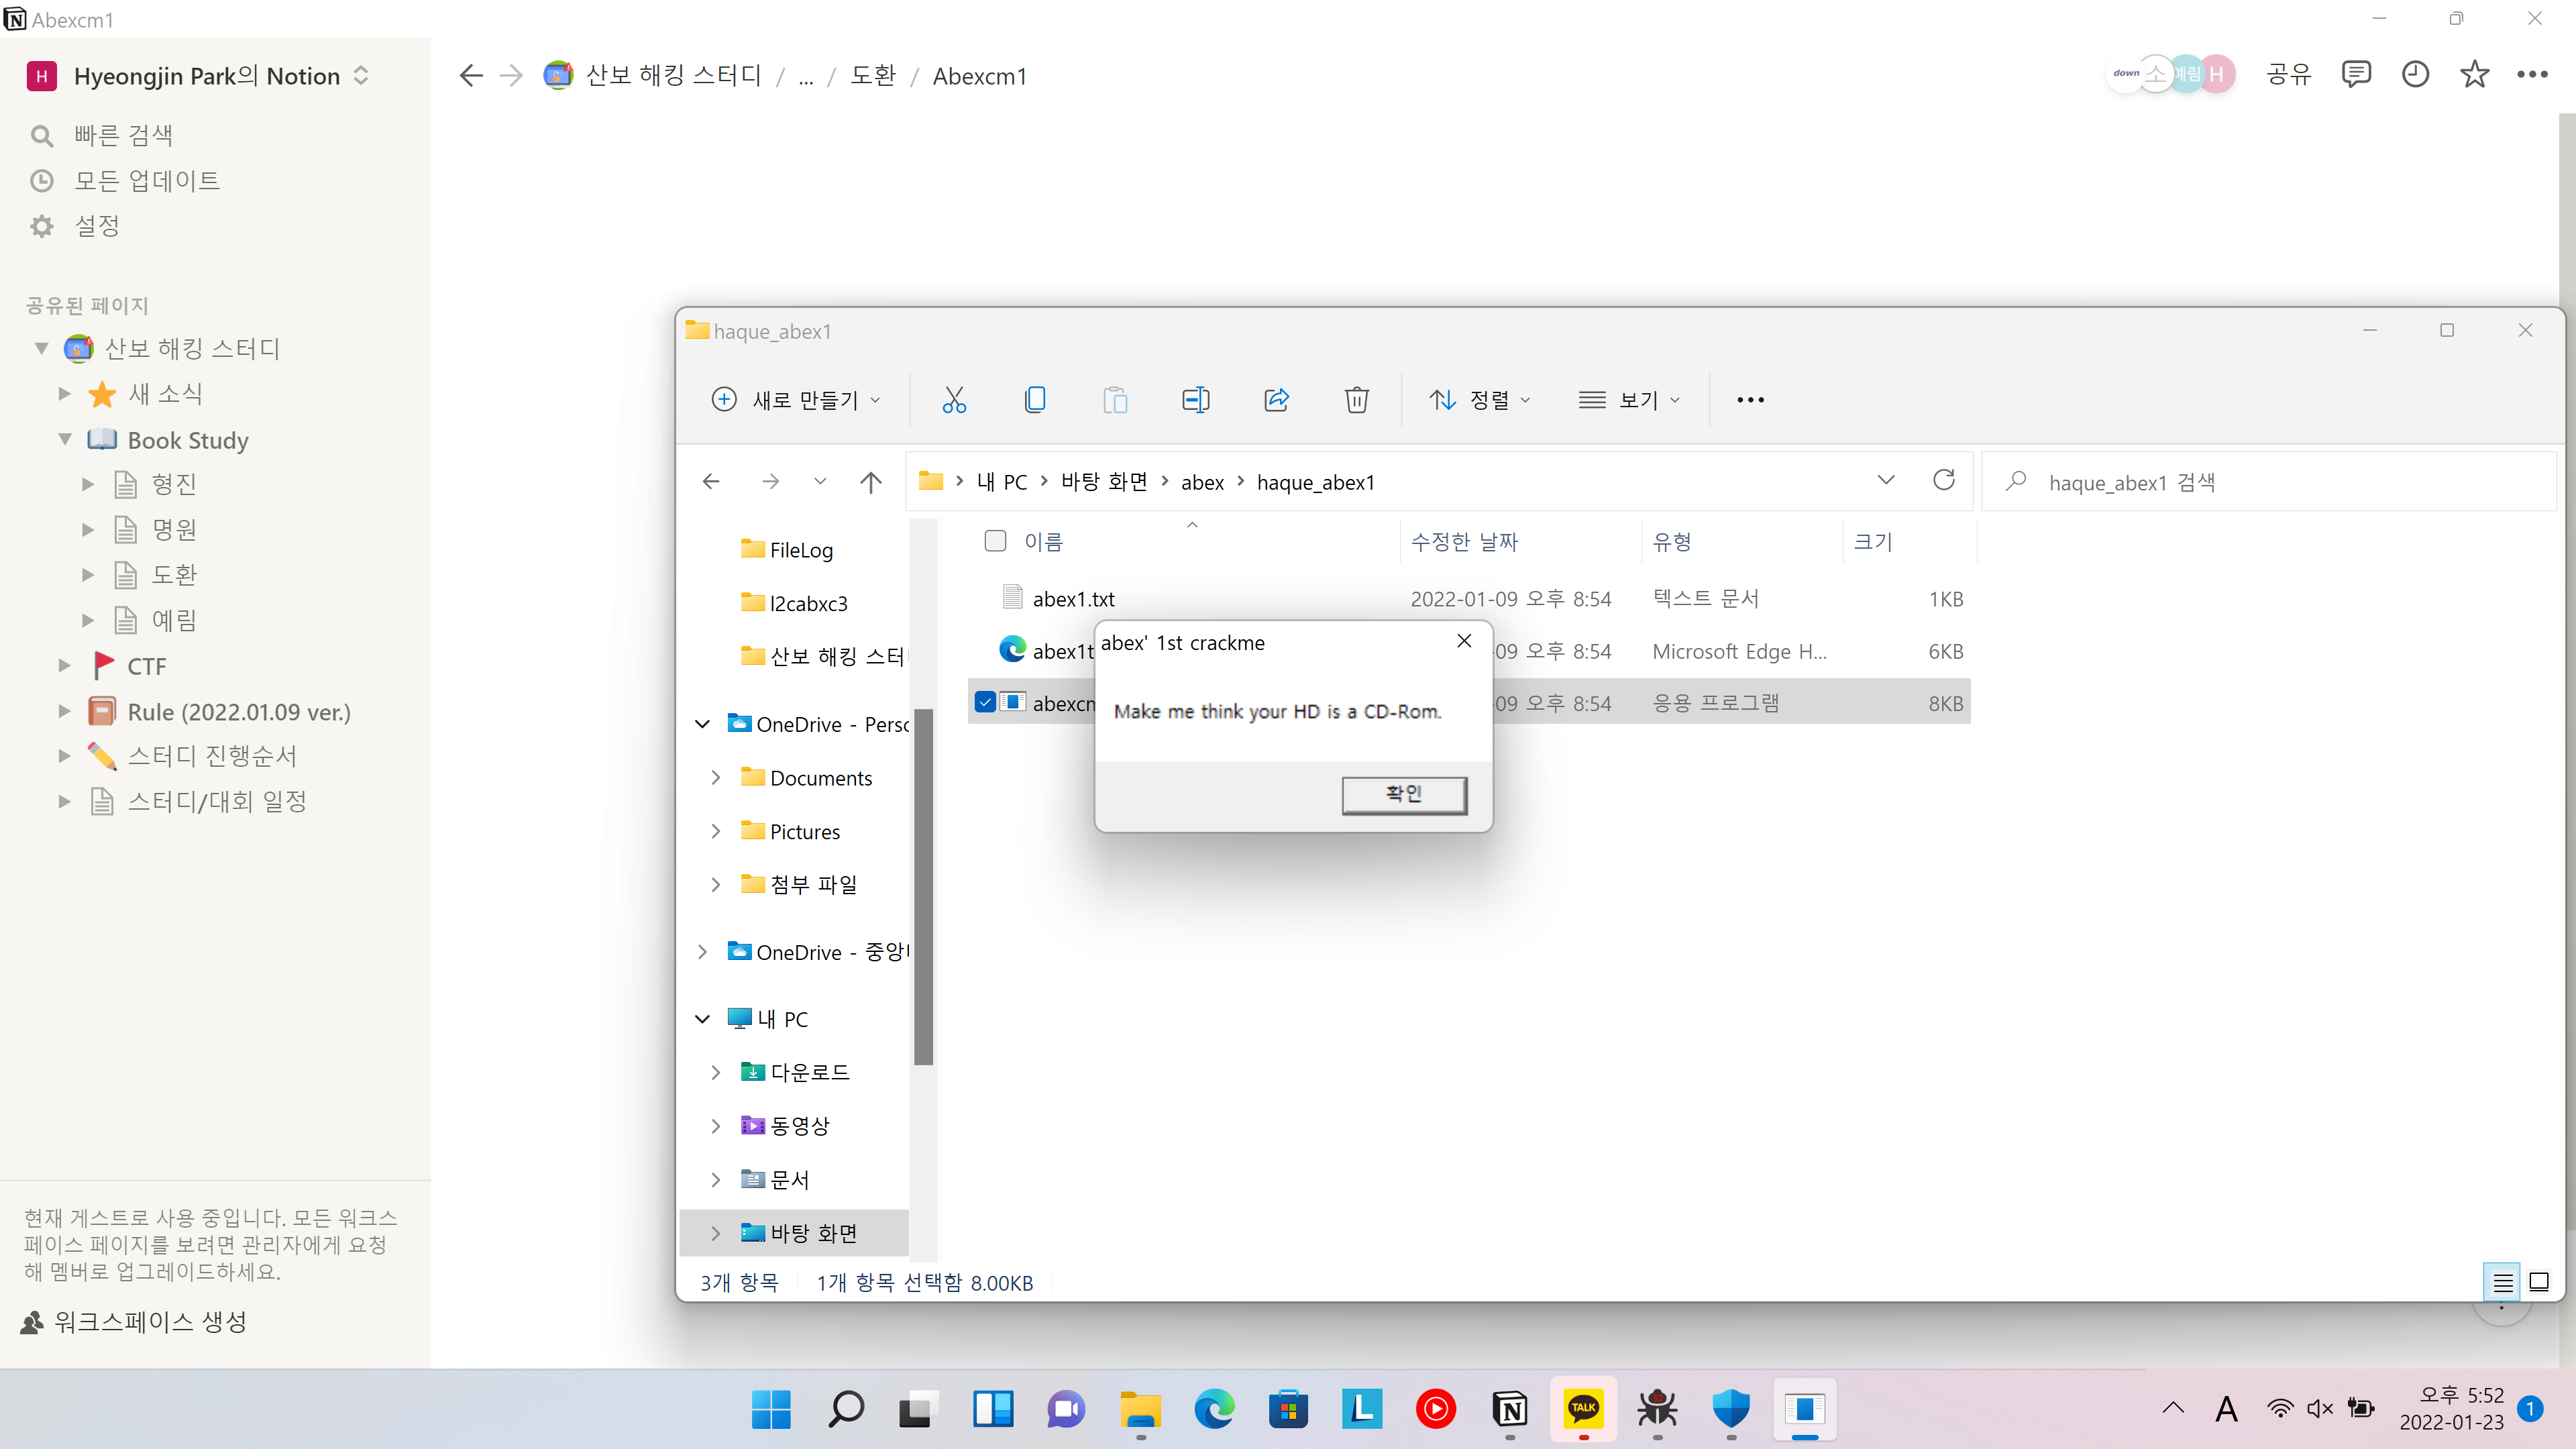 Abexcm1
H Hyeongjin Park의 Notion
빠른 검색
모든 업데이트
설정
공유된 페이지
산보 해킹 스터디
새 소식
Book Study
형진
명원
도환
예림
CTF
Rule (2022.01.09 ver.)
스터디 진행순서
스터디/대회 일정
현재 게스트로 사용 중입니다. 모든 워크스
페이스 페이지를 보려면 관리자에게 요청
해 멤버로 업그레이드하세요.
워크스페이스 생성
산보 해킹 스터디 / ... / 도환 / Abexcm1
down 소 예림 H 공유
haque_abex1
새로 만들기 정렬 보기
내 PC > 바탕 화면 > abex > haque_abex1
haque_abex1 검색
FileLog
l2cabxc3
산보 해킹 스터
OneDrive - Perso
Documents
Pictures
첨부 파일
OneDrive - 중앙
내 PC
다운로드
동영상
문서
바탕 화면
이름 수정한 날짜 유형 크기
abex1.txt 2022-01-09 오후 8:54 텍스트 문서 1KB
abex1t -09 오후 8:54 Microsoft Edge H... 6KB
abexcm -09 오후 8:54 응용 프로그램 8KB
abex' 1st crackme
Make me think your HD is a CD-Rom.
확인
3개 항목 1개 항목 선택함 8.00KB
L TALK A
오후 5:52
2022-01-23 1